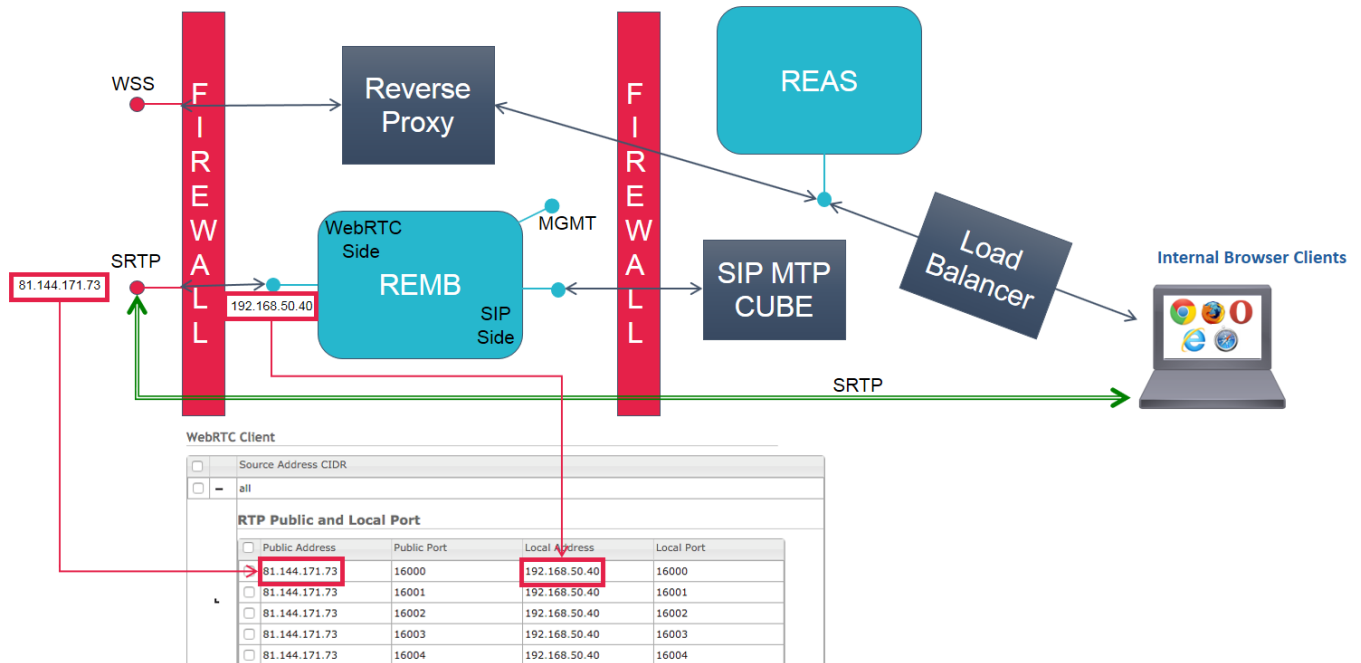 WSS
FIREWALL
Reverse
Proxy
FIREWALL
REAS
SRTP
81.144.171.73
192.168.50.40
WebRTC
Side
REMB
SIP
Side
MGMT
SIP MTP
CUBE
Load
Balancer
Internal Browser Clients
SRTP
WebRTC Client
Source Address CIDR
all
RTP Public and Local Port
Public Address Public Port Local Address Local Port
81.144.171.73 16000 192.168.50.40 16000
81.144.171.73 16001 192.168.50.40 16001
81.144.171.73 16002 192.168.50.40 16002
81.144.171.73 16003 192.168.50.40 16003
81.144.171.73 16004 192.168.50.40 16004